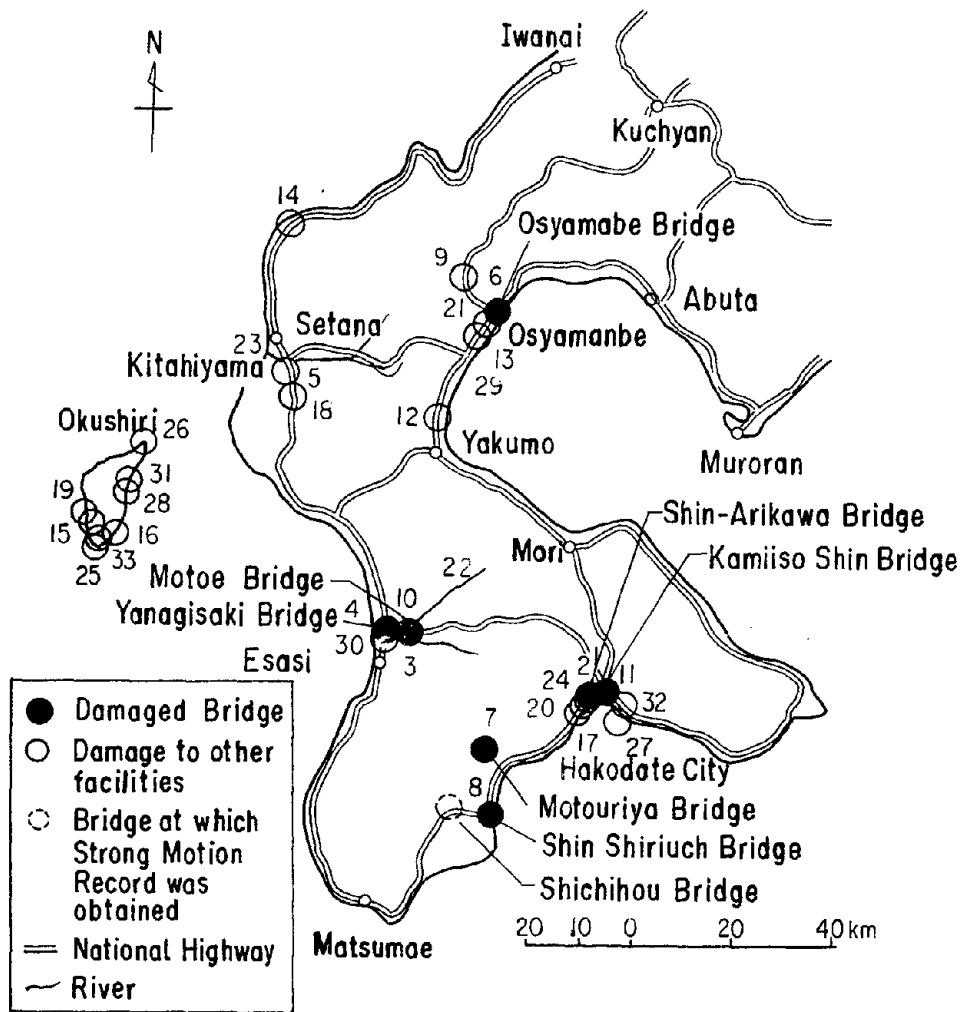 N
Iwanai
Kuchyan
14
Osyamabe Bridge
9
6
21
Abuta
Setana
Osyamanbe
23
13
Kitahiyama
5
29
18
12
Okushiri
26
Yakumo
Muroran
31
19
28
Shin-Arikawa Bridge
15
16
33
25
Mori
Kamiiso Shin Bridge
Motoe Bridge
22
10
Yanagisaki Bridge
4
30
Esasi
3
2
11
24
32
20
7
17
27
Hakodate City
8
Motouriya Bridge
Shin Shiriuch Bridge
Shichihou Bridge
Matsumae
20 10 0 20 40 km
Damaged Bridge
Damage to other
facilities
Bridge at which
Strong Motion
Record was
obtained
National Highway
River